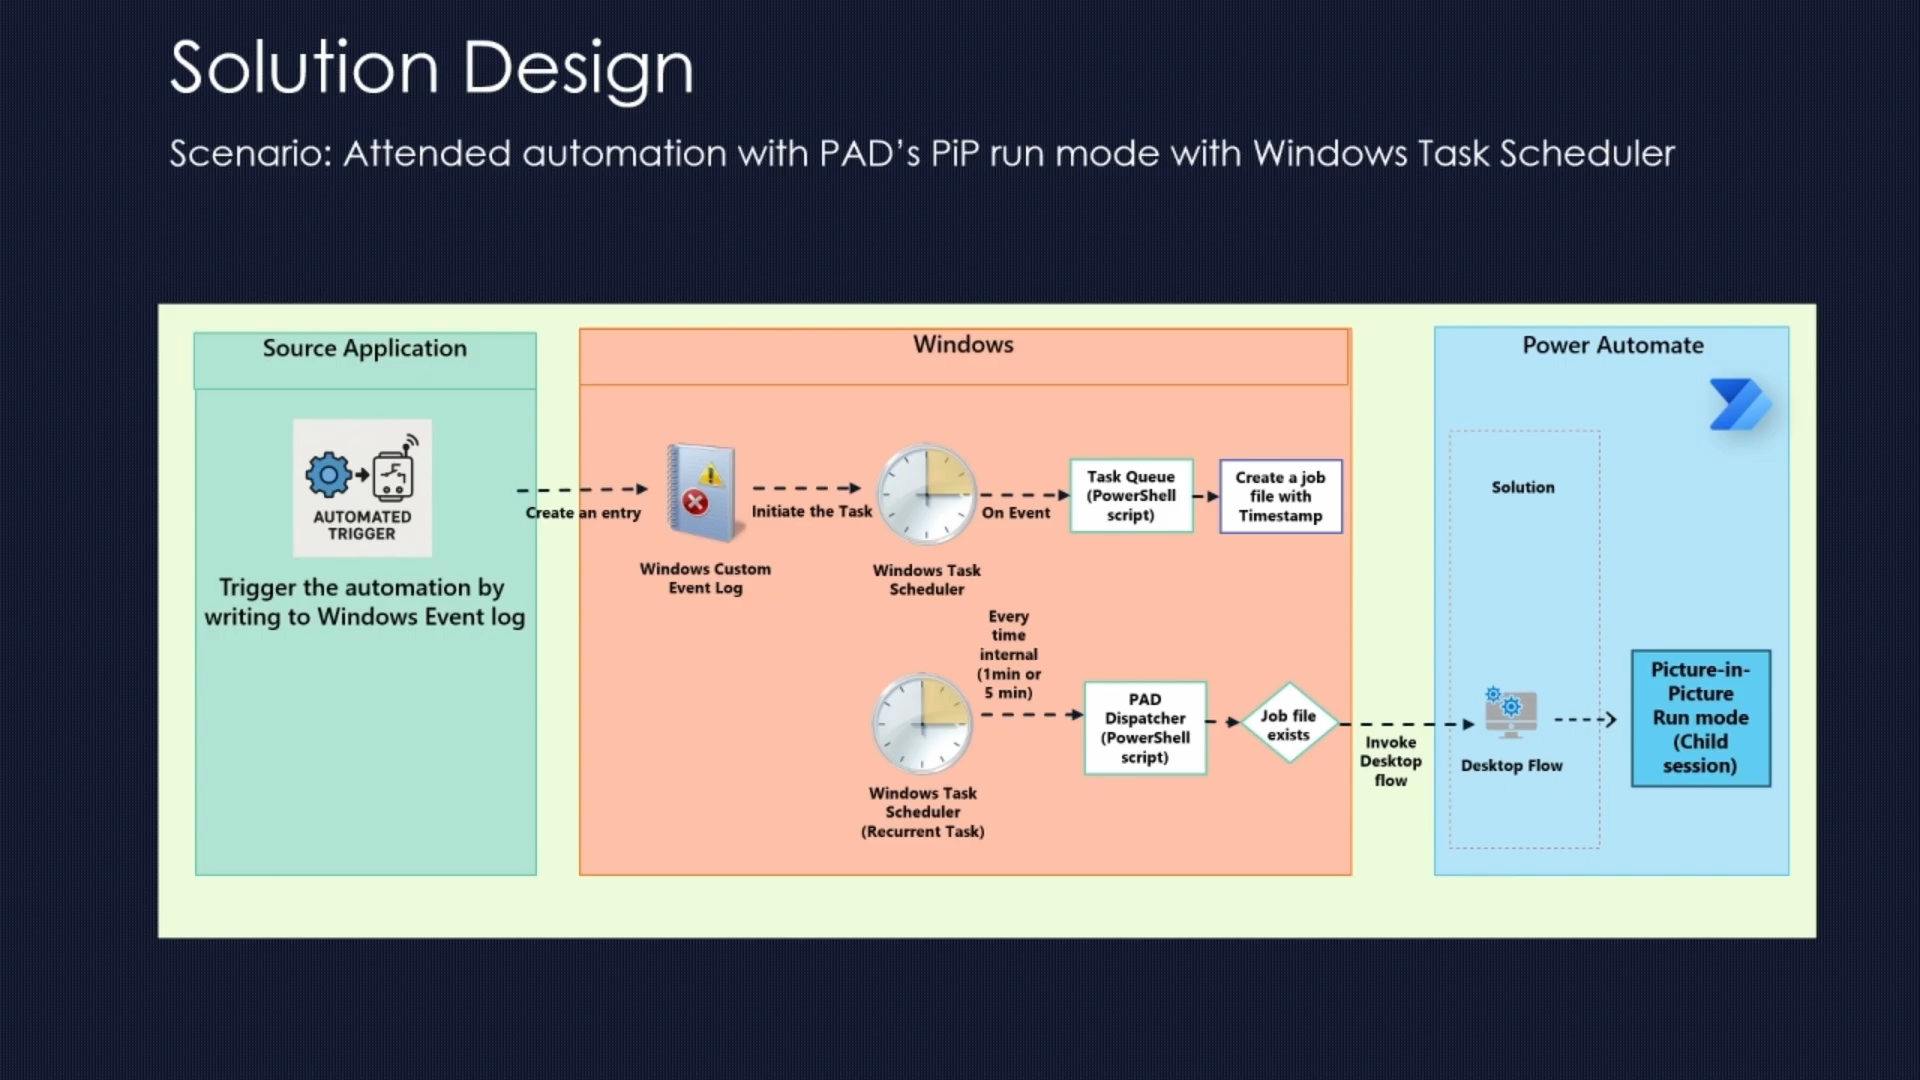 Solution Design
Scenario: Attended automation with PAD's PiP run mode with Windows Task Scheduler
Source Application
AUTOMATED
TRIGGER
Trigger the automation by
writing to Windows Event log
Create an entry
Windows
Windows Custom
Event Log
Initiate the Task
Windows Task
Scheduler
On Event
Task Queue
(PowerShell
script)
Create a job
file with
Timestamp
Windows Task
Scheduler
(Recurrent Task)
Every
time
internal
(1min or
5 min)
PAD
Dispatcher
(PowerShell
script)
Job file
exists
Invoke
Desktop
flow
Power Automate
Solution
Desktop Flow
Picture-in-
Picture
Run mode
(Child
session)